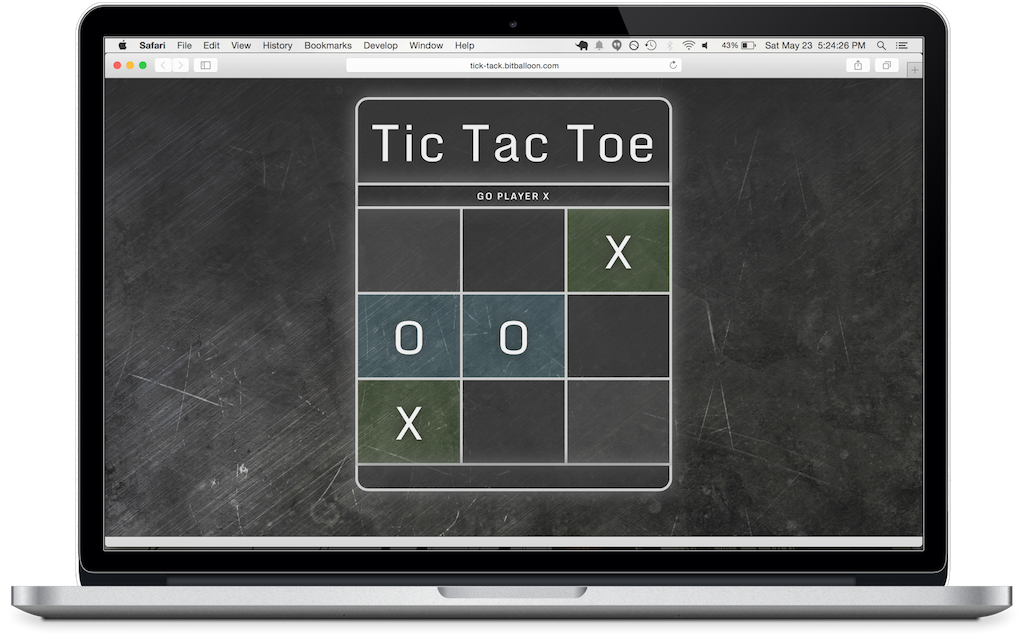 Safari File Edit View History Bookmarks Develop Window Help 43% Sat May 23 5:24:26 PM
tick-tack.bitballoon.com
Tic Tac Toe
GO PLAYER X
X
O O
X